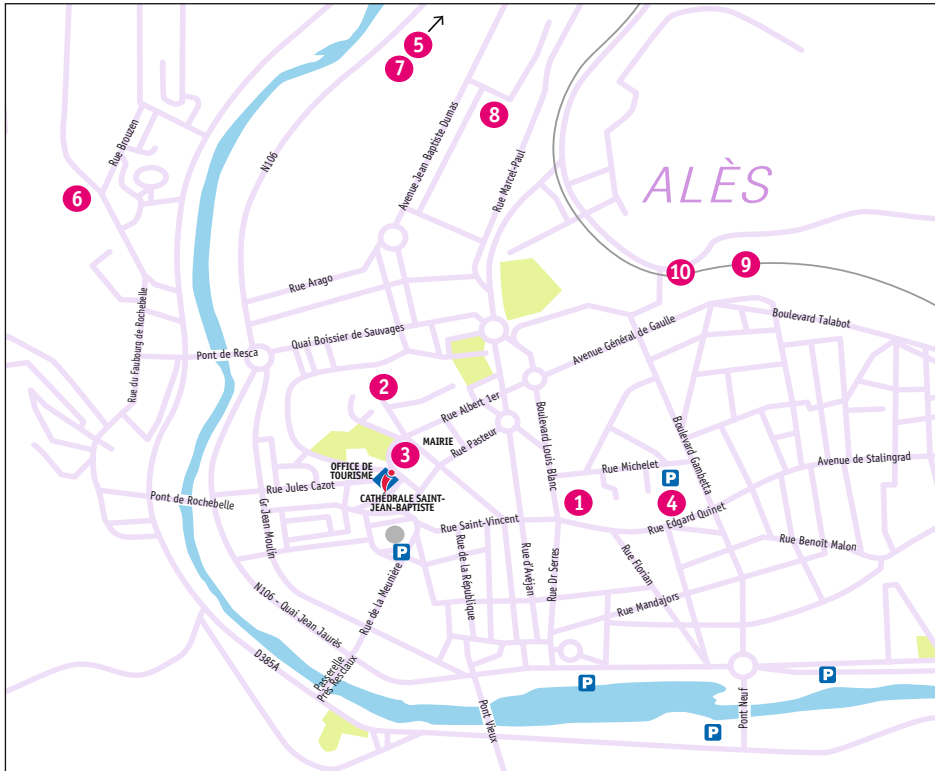 5
7
8
Rue Brouzen
N106
Avenue Jean Baptiste Dumas
Rue Marcel-Paul
6
ALÈS
10
9
Rue Arago
Rue du Faubourg de Rochebelle
Quai Boissier de Sauvages
Avenue Général de Gaulle
Boulevard Talabot
Pont de Resca
2
Rue Albert 1er
Boulevard Louis Blanc
Boulevard Gambetta
MAIRIE
Rue Pasteur
3
OFFICE DE
TOURISME
Rue Michelet
P
Avenue de Stalingrad
Rue Jules Cazot
CATHÉDRALE SAINT-
JEAN-BAPTISTE
Pont de Rochebelle
Gr Jean Moulin
1
4
Rue Edgard Quinet
Rue Saint-Vincent
Rue Benoît Malon
P
Rue de la Meunière
Rue de la République
Rue d'Avéjan
Rue Dr Serres
Rue Florian
Rue Mandajors
N106 - Quai Jean Jaurès
D385A
Passerelle
Près Resclaux
P
P
Pont Vieux
Pont Neuf
P